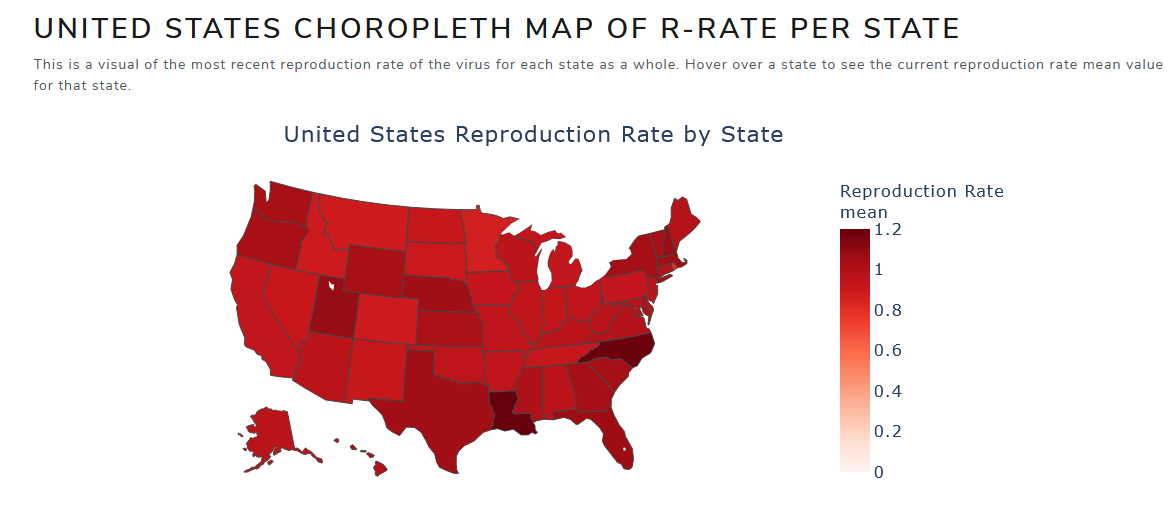 UNITED STATES CHOROPLETH MAP OF R-RATE PER STATE
This is a visual of the most recent reproduction rate of the virus for each state as a whole. Hover over a state to see the current reproduction rate mean value
for that state.
United States Reproduction Rate by State
Reproduction Rate
mean
1.2
1
0.8
0.6
0.4
0.2
0